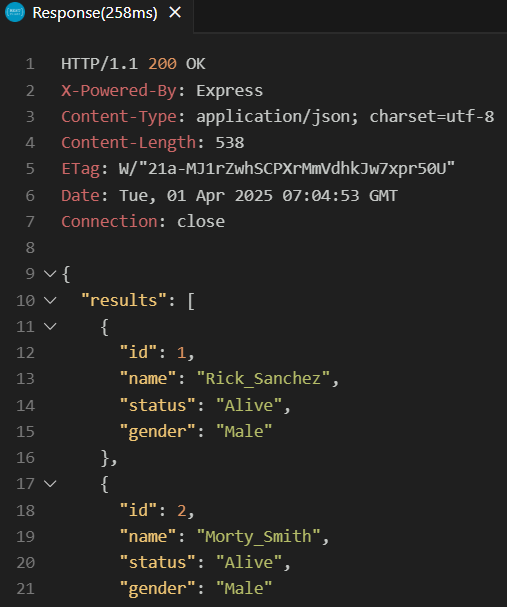 Response(258ms) ×
1 HTTP/1.1 200 OK
2 X-Powered-By: Express
3 Content-Type: application/json; charset=utf-8
4 Content-Length: 538
5 ETag: W/"21a-MJ1rZwhSCPXrMmVdhkJw7xpr50U"
6 Date: Tue, 01 Apr 2025 07:04:53 GMT
7 Connection: close
8
9 {
10 "results": [
11 {
12 "id": 1,
13 "name": "Rick_Sanchez",
14 "status": "Alive",
15 "gender": "Male"
16 },
17 {
18 "id": 2,
19 "name": "Morty_Smith",
20 "status": "Alive",
21 "gender": "Male"